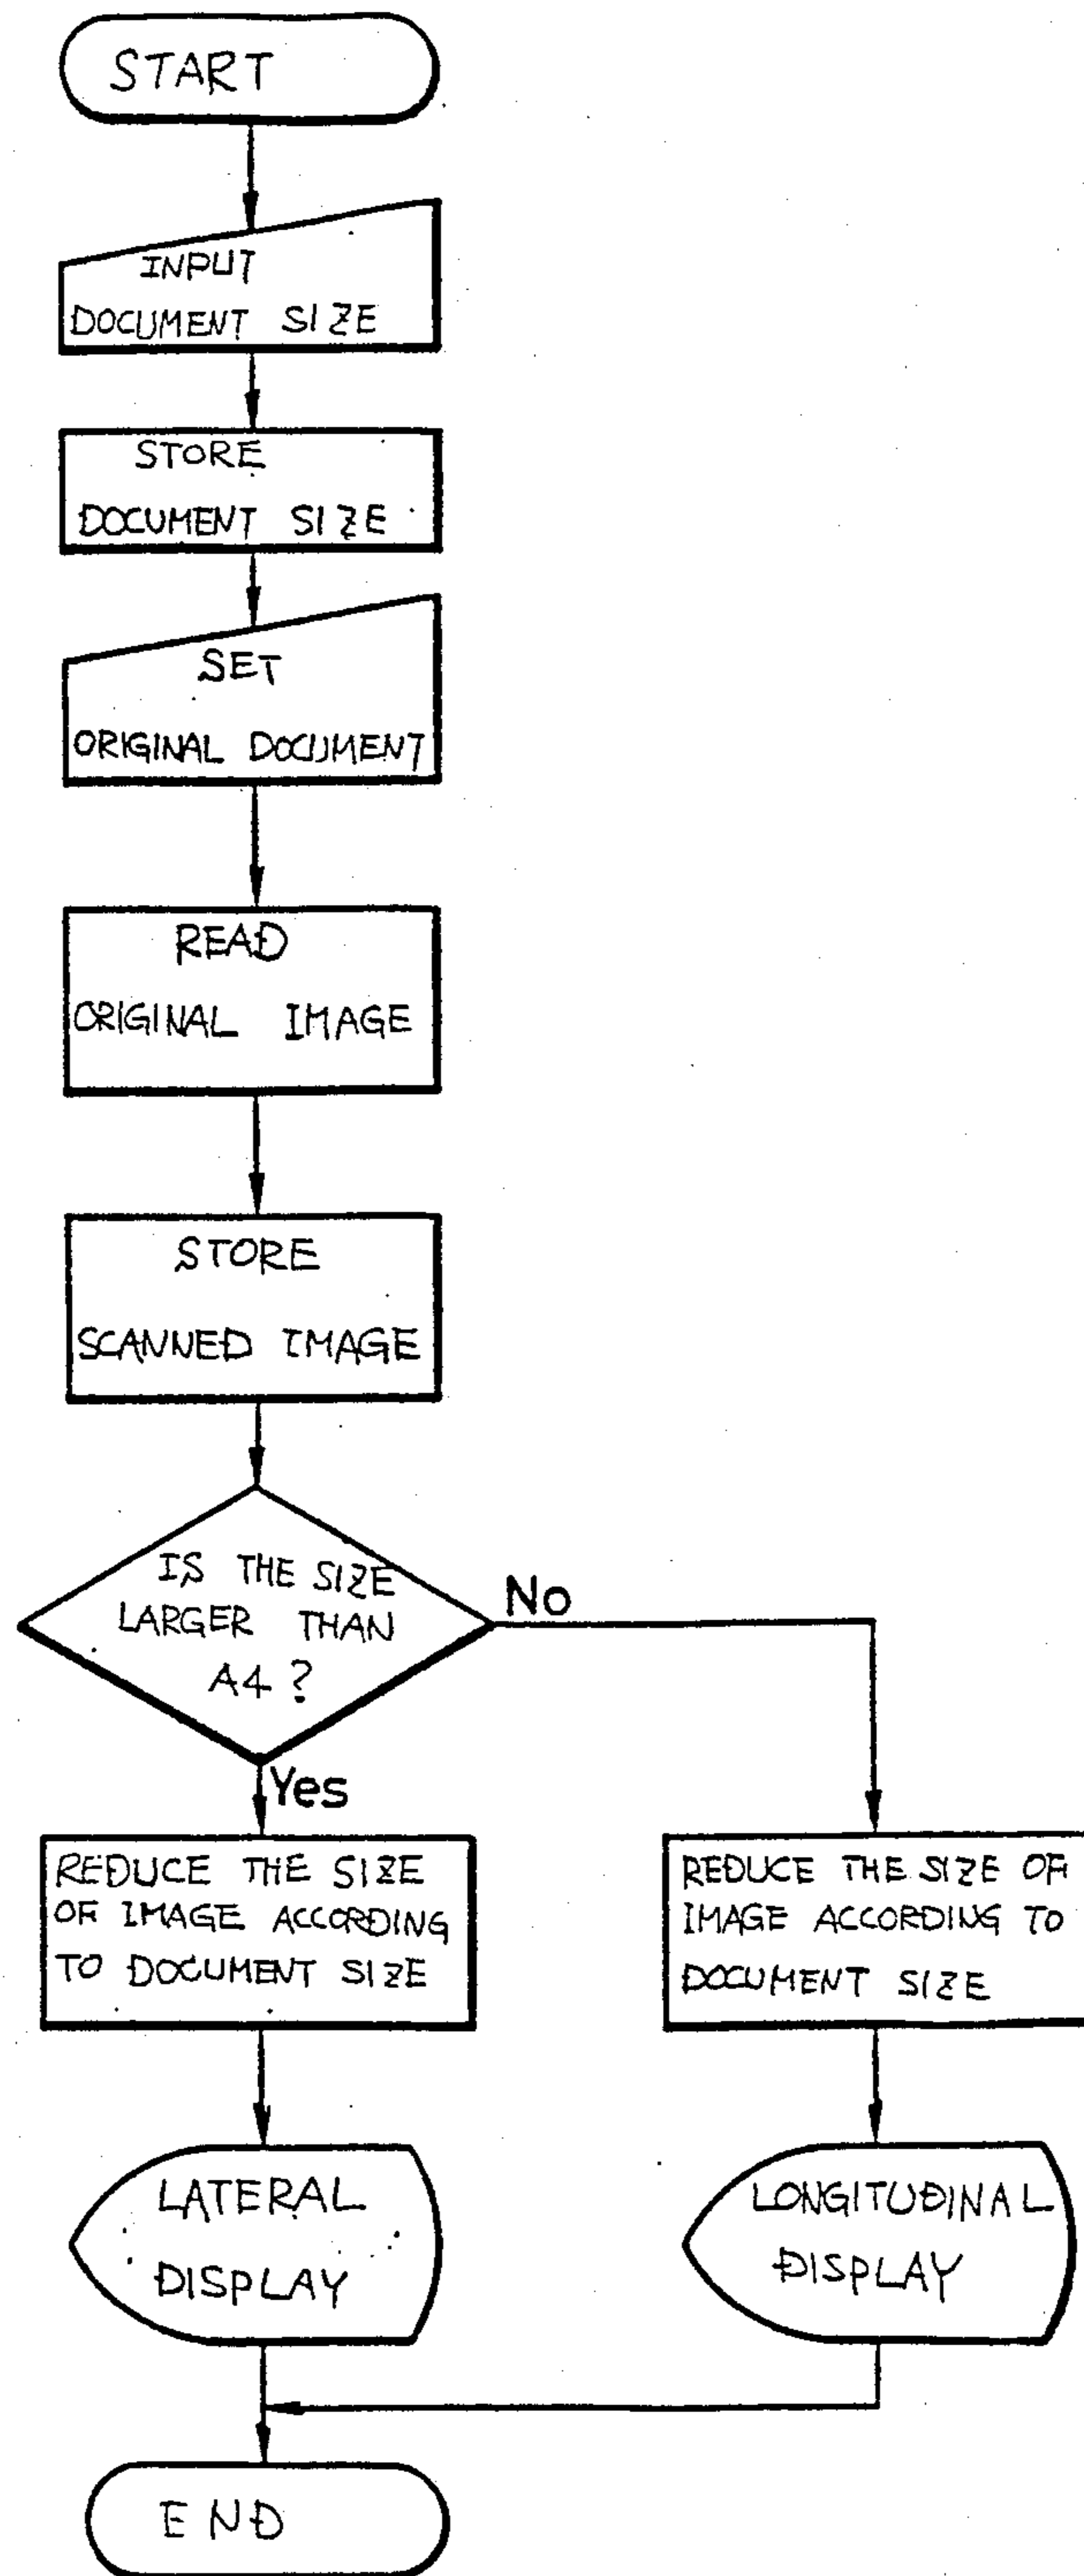 START
INPUT
DOCUMENT SIZE
STORE
DOCUMENT SIZE
SET
ORIGINAL DOCUMENT
READ
ORIGINAL IMAGE
STORE
SCANNED IMAGE
IS THE SIZE
LARGER THAN
A4?
No
Yes
REDUCE THE SIZE
OF IMAGE ACCORDING
TO DOCUMENT SIZE
REDUCE THE SIZE OF
IMAGE ACCORDING TO
DOCUMENT SIZE
LATERAL
DISPLAY
LONGITUDINAL
DISPLAY
END